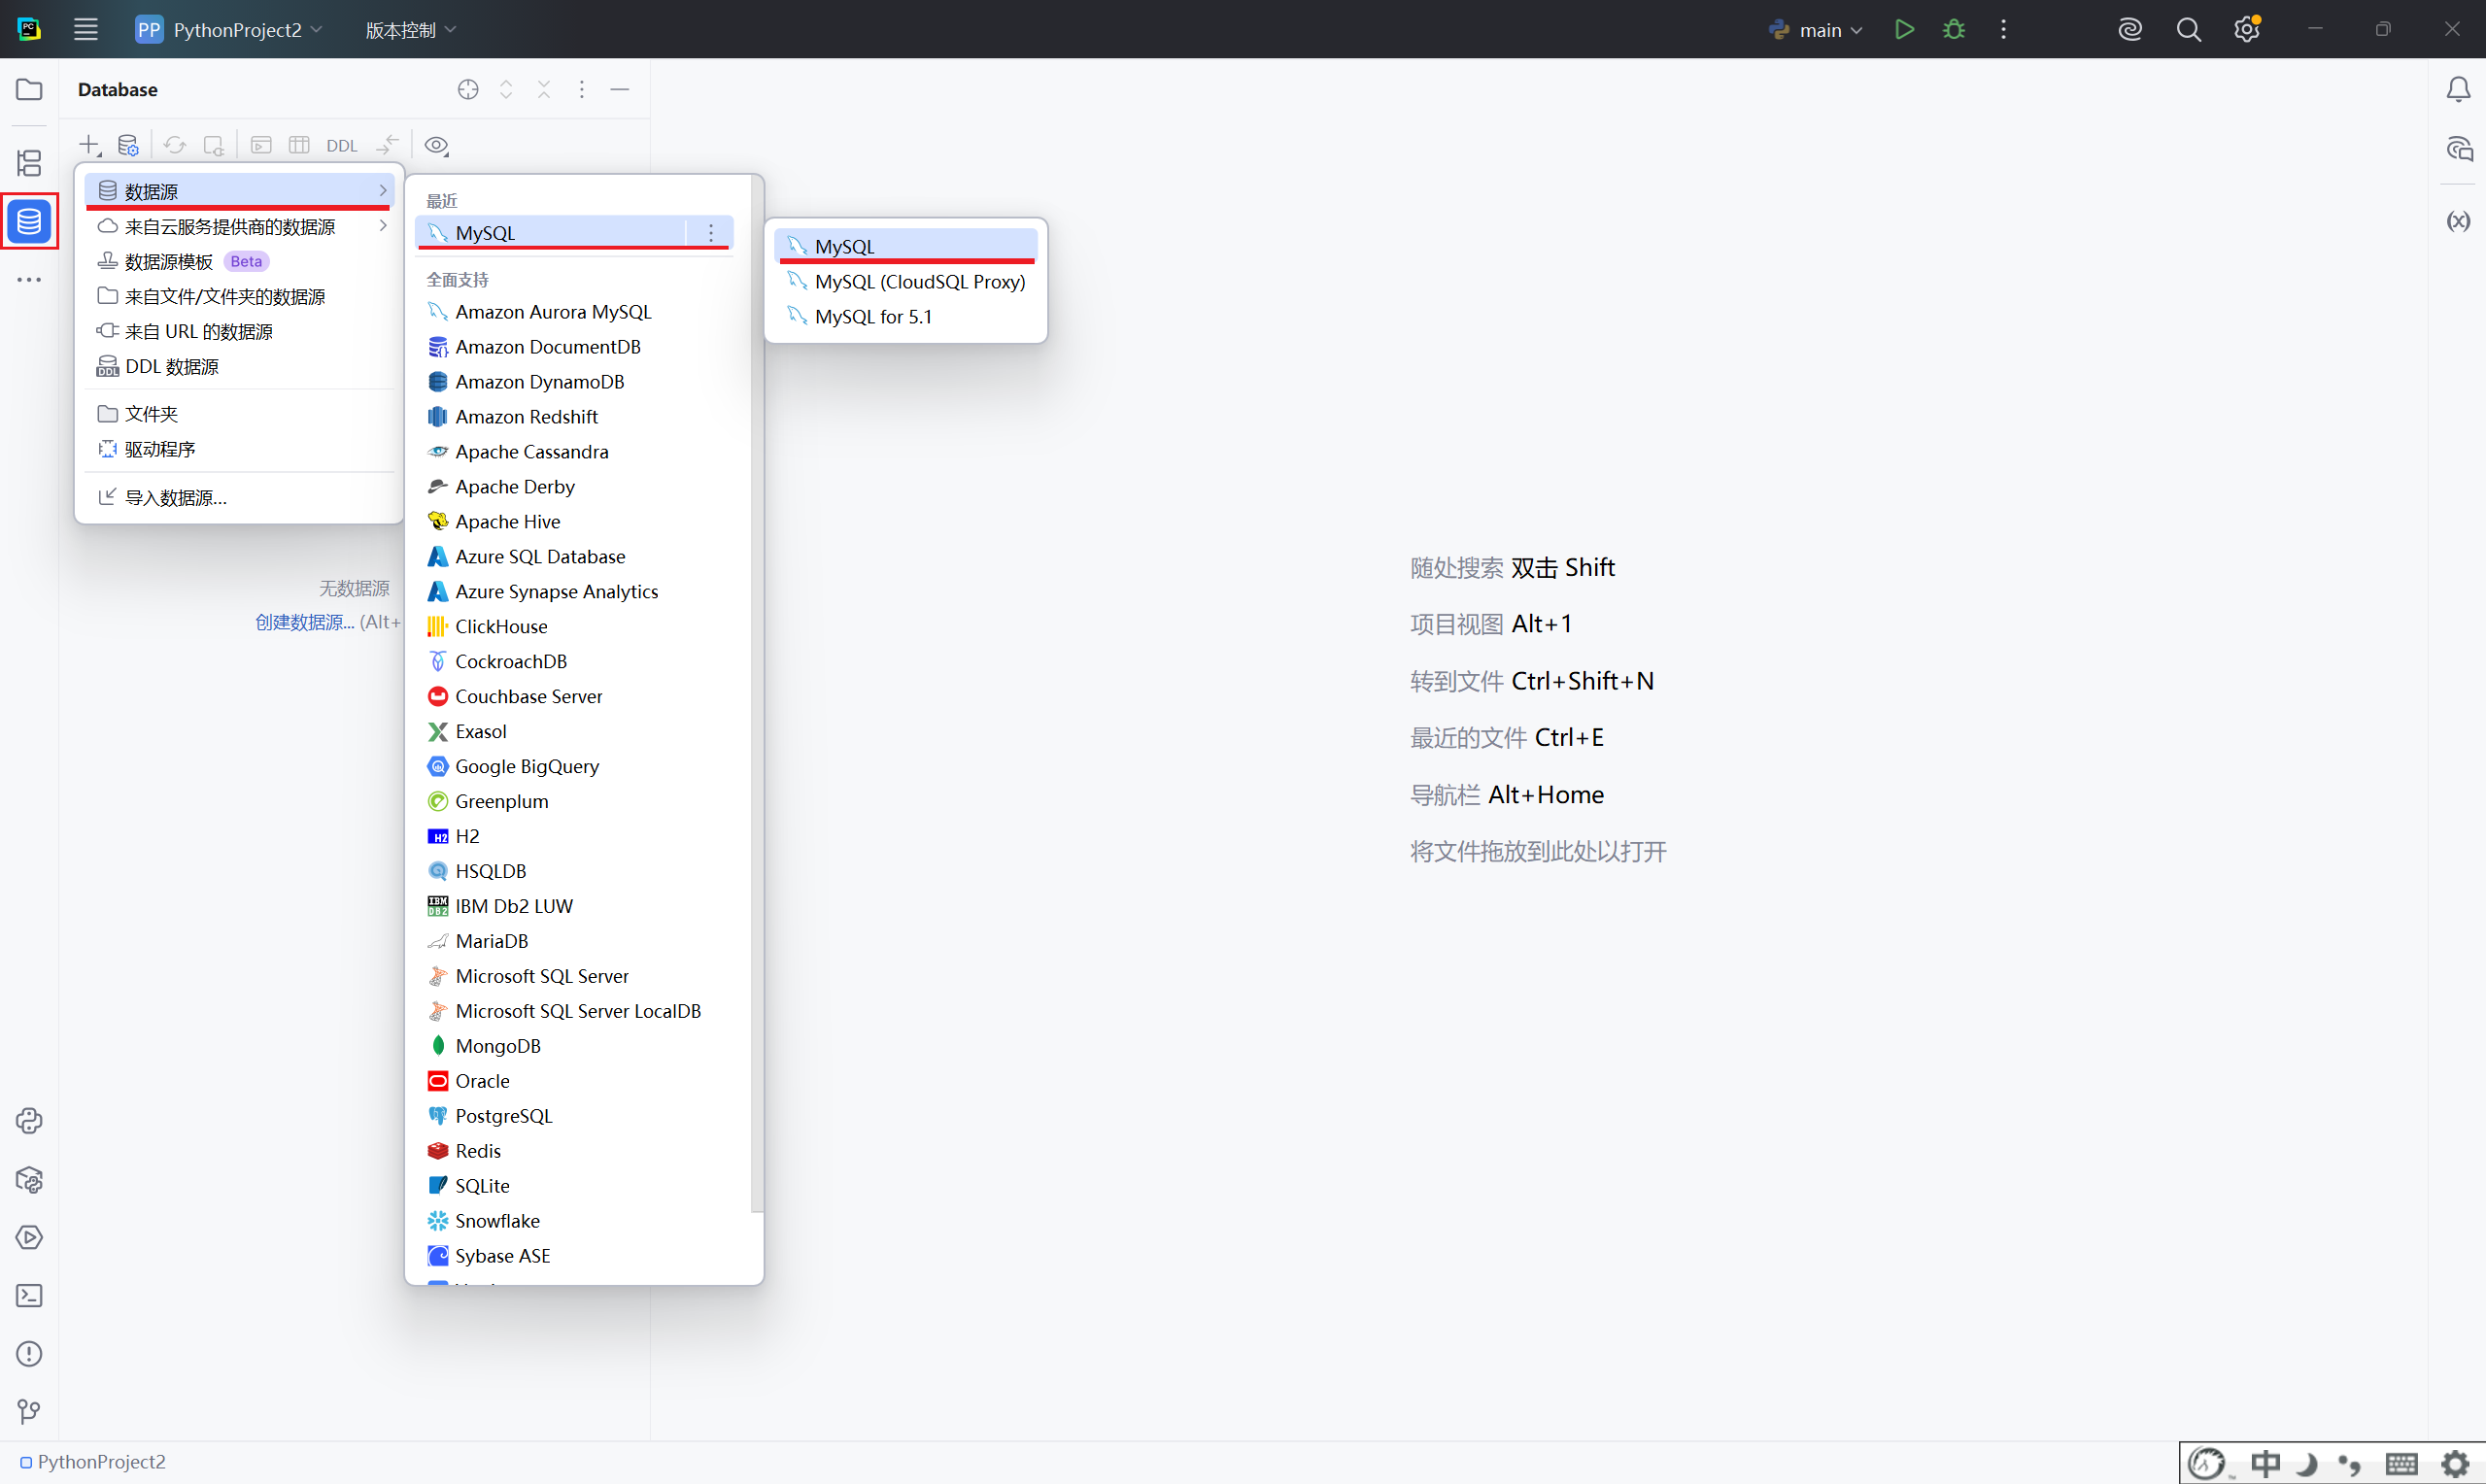 PP PythonProject2
版本控制
main
Database
DDL
数据源
来自云服务提供商的数据源
数据源模板 Beta
来自文件/文件夹的数据源
来自 URL 的数据源
DDL 数据源
文件夹
驱动程序
导入数据源...
无数据源
创建数据源... (Alt+
最近
MySQL
全面支持
Amazon Aurora MySQL
Amazon DocumentDB
Amazon DynamoDB
Amazon Redshift
Apache Cassandra
Apache Derby
Apache Hive
Azure SQL Database
Azure Synapse Analytics
ClickHouse
CockroachDB
Couchbase Server
Exasol
Google BigQuery
Greenplum
H2
HSQLDB
IBM Db2 LUW
MariaDB
Microsoft SQL Server
Microsoft SQL Server LocalDB
MongoDB
Oracle
PostgreSQL
Redis
SQLite
Snowflake
Sybase ASE
MySQL
MySQL (CloudSQL Proxy)
MySQL for 5.1
随处搜索 双击 Shift
项目视图 Alt+1
转到文件 Ctrl+Shift+N
最近的文件 Ctrl+E
导航栏 Alt+Home
将文件拖放到此处以打开
PythonProject2
中